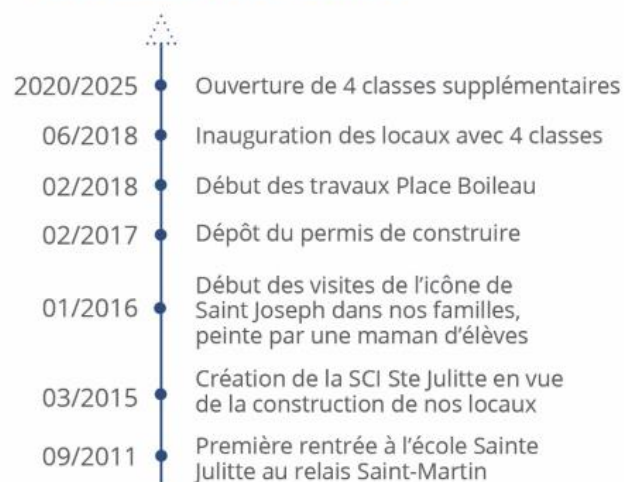 2020/2025 Ouverture de 4 classes supplémentaires
06/2018 Inauguration des locaux avec 4 classes
02/2018 Début des travaux Place Boileau
02/2017 Dépôt du permis de construire
01/2016 Début des visites de l'icône de
Saint Joseph dans nos familles,
peinte par une maman d'élèves
03/2015 Création de la SCI Ste Julitte en vue
de la construction de nos locaux
09/2011 Première rentrée à l'école Sainte
Julitte au relais Saint-Martin